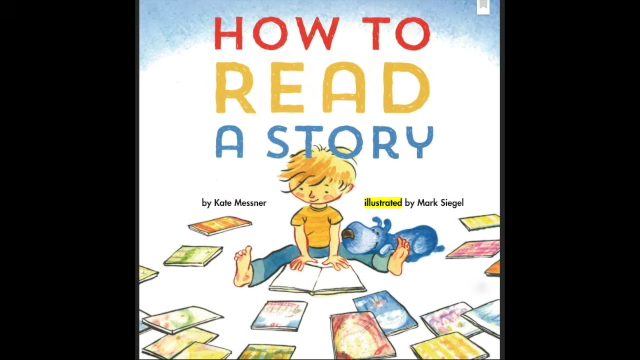 HOW TO
READ
A STORY
by Kate Messner
illustrated by Mark Siegel